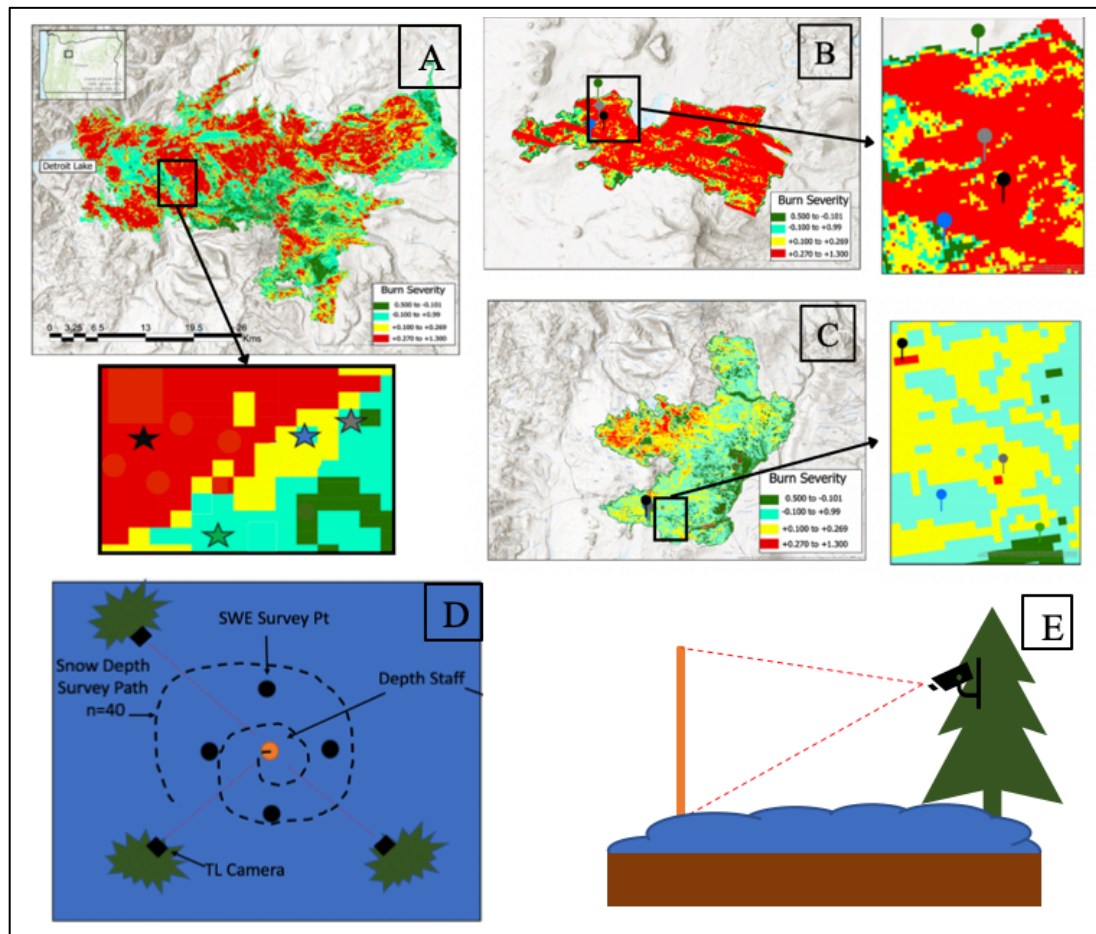 A
Detroit Lake
Burn Severity
0.500 to -0.101
-0.100 to +0.99
+0.100 to +0.269
+0.270 to +1.300
0 3.25 6.5 13 19.5 26
Kms
B
Burn Severity
0.500 to -0.101
-0.100 to +0.99
+0.100 to +0.269
+0.270 to +1.300
C
Burn Severity
0.500 to -0.101
-0.100 to +0.99
+0.100 to +0.269
+0.270 to +1.300
D
SWE Survey Pt
Snow Depth
Survey Path
n=40
Depth Staff
TL Camera
E